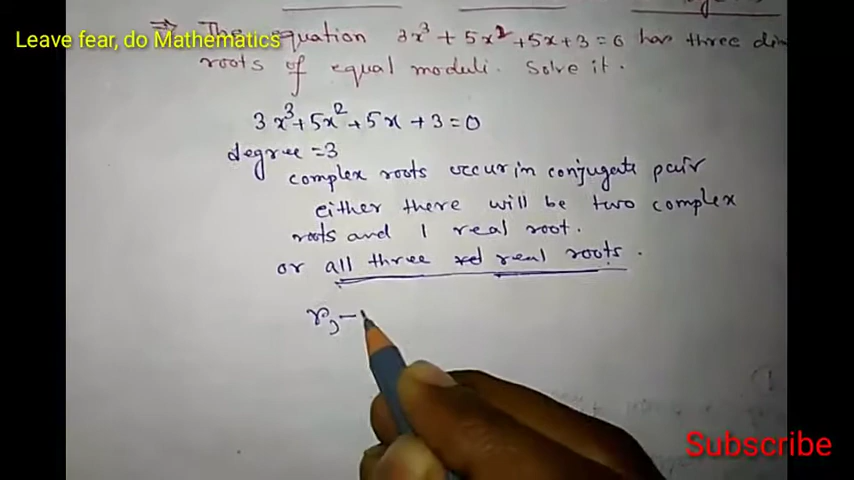 ⇒ The equation 3x³ + 5x² + 5x + 3 = 0 has three
Leave fear, do Mathematics
roots of equal moduli. Solve it.
3x³ + 5x² + 5x + 3 = 0
degree = 3
complex roots occur in conjugate pair
either there will be two complex
roots and 1 real root.
or all three real roots.
r, -
Subscribe